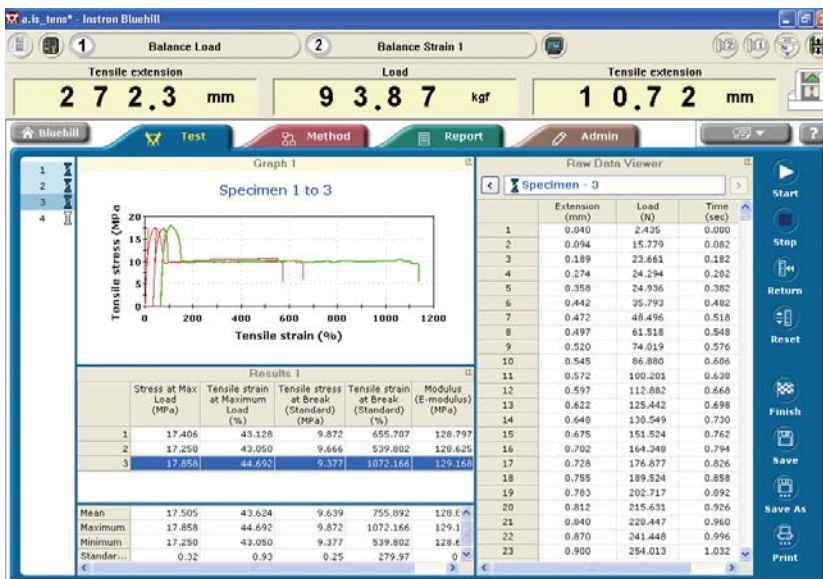 a.is_tens* - Instron Bluehill
1 Balance Load 2 Balance Strain 1
Tensile extension Load Tensile extension
272.3 mm 93.87 kgf 10.72 mm
Bluehill Test Method Report Admin ?
1
2
3
4
Graph 1
Specimen 1 to 3
Tensile stress (MPa
20
15
10
5
0
0 200 400 600 800 1000 1200
Tensile strain (%)
Results 1
Stress at Max Load (MPa) Tensile strain at Maximum Load (%) Tensile stress at Break (Standard) (MPa) Tensile strain at Break (Standard) (%) Modulus (E-modulus) (MPa)
1 17.406 43.128 9.872 655.707 128.797
2 17.250 43.050 9.666 539.802 128.625
3 17.858 44.692 9.377 1072.166 129.168
Mean 17.505 43.624 9.639 755.892 128.8
Maximum 17.858 44.692 9.872 1072.166 129.1
Minimum 17.250 43.050 9.377 539.802 128.6
Standar... 0.32 0.93 0.25 279.97 0
Raw Data Viewer
Specimen - 3
Extension (mm) Load (N) Time (sec)
1 0.040 2.435 0.000
2 0.094 15.779 0.082
3 0.189 23.661 0.182
4 0.274 24.294 0.282
5 0.358 24.936 0.382
6 0.442 35.793 0.482
7 0.472 48.496 0.518
8 0.497 61.518 0.548
9 0.520 74.019 0.576
10 0.545 86.880 0.606
11 0.572 100.201 0.638
12 0.597 112.882 0.668
13 0.622 125.442 0.698
14 0.648 138.549 0.730
15 0.675 151.524 0.762
16 0.702 164.348 0.794
17 0.728 176.877 0.826
18 0.755 189.524 0.858
19 0.783 202.717 0.892
20 0.812 215.631 0.926
21 0.840 228.447 0.960
22 0.870 241.448 0.996
23 0.900 254.013 1.032
Start
Stop
Return
Reset
Finish
Save
Save As
Print